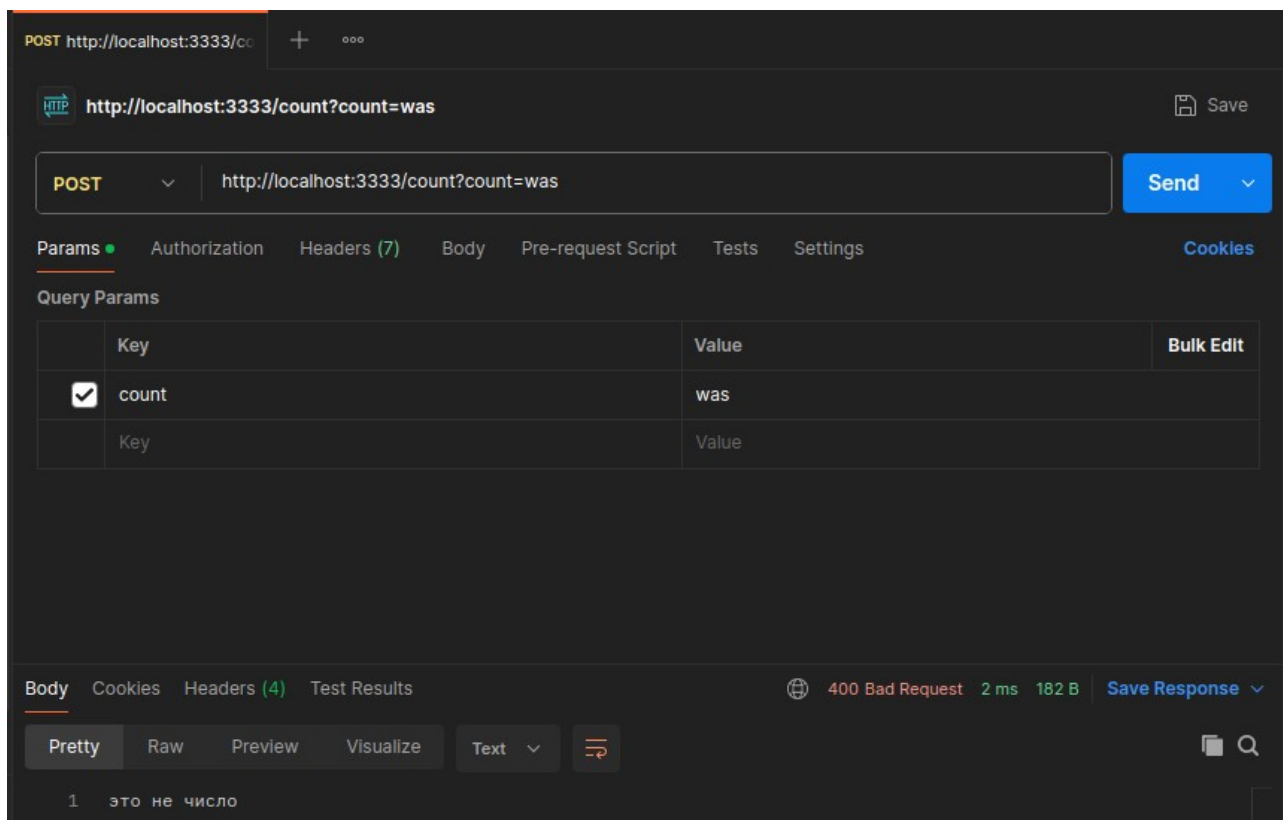 POST http://localhost:3333/co
HTTP http://localhost:3333/count?count=was Save
POST http://localhost:3333/count?count=was Send
Params Authorization Headers (7) Body Pre-request Script Tests Settings Cookies
Query Params
Key Value Bulk Edit
count was
Key Value
Body Cookies Headers (4) Test Results 400 Bad Request 2 ms 182 B Save Response
Pretty Raw Preview Visualize Text
1 это не число